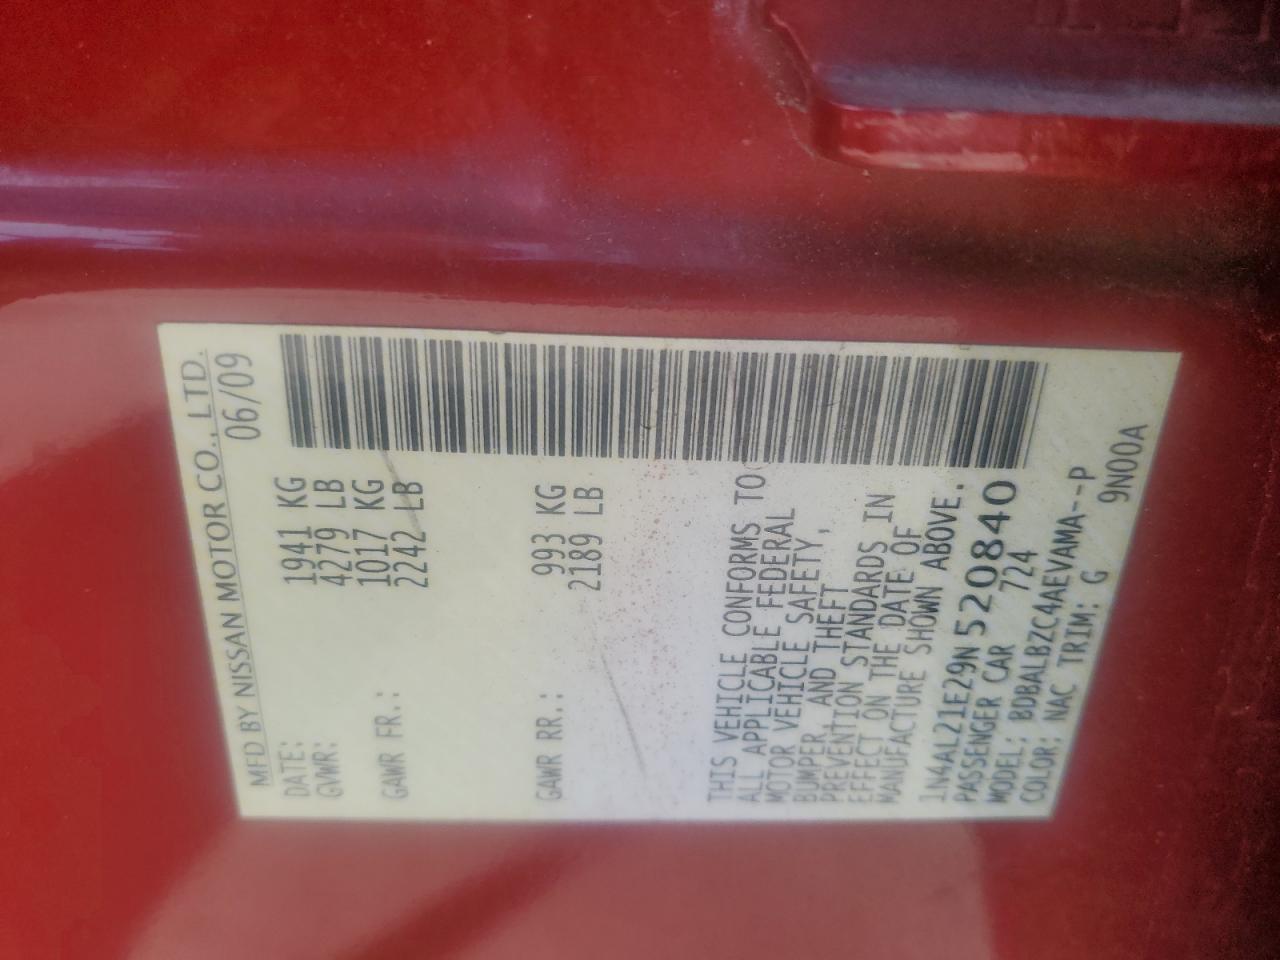 MFD BY NISSAN MOTOR CO., LTD.
DATE: 06/09
GVWR: 1941 KG
4279 LB
GAWR FR.: 1017 KG
2242 LB
GAWR RR.: 993 KG
2189 LB
THIS VEHICLE CONFORMS TO
ALL APPLICABLE FEDERAL
MOTOR VEHICLE SAFETY,
BUMPER, AND THEFT
PREVENTION STANDARDS IN
EFFECT ON THE DATE OF
MANUFACTURE SHOWN ABOVE.
1N4AL21E29N520840
PASSENGER CAR 724
MODEL: BDBALBZC4AEVAMA--P
COLOR: NAC TRIM: G 9N00A